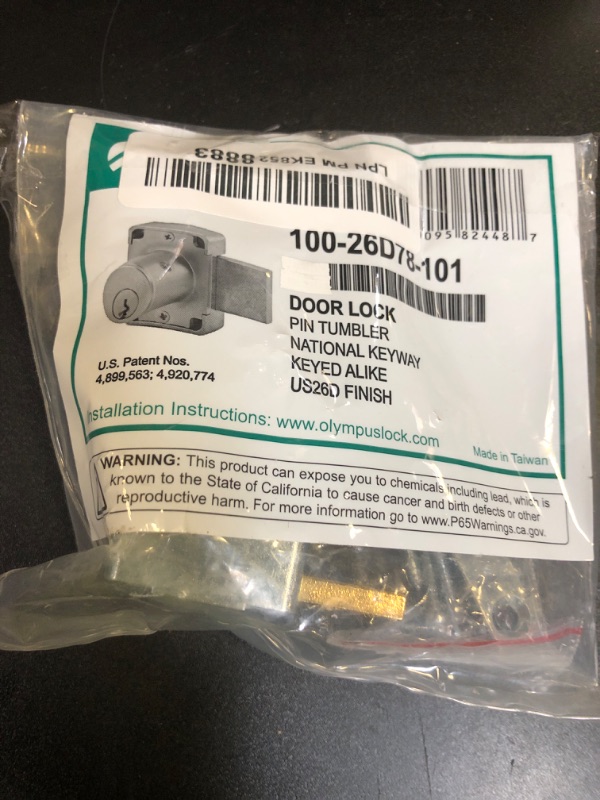 LPN PM EK8528883
095 82448 7
100-26D78-101
DOOR LOCK
PIN TUMBLER
NATIONAL KEYWAY
KEYED ALIKE
US26D FINISH
U.S. Patent Nos.
4,899,563; 4,920,774
Installation Instructions: www.olympuslock.com
Made in Taiwan
WARNING: This product can expose you to chemicals including lead, which is
known to the State of California to cause cancer and birth defects or other
reproductive harm. For more information go to www.P65Warnings.ca.gov.